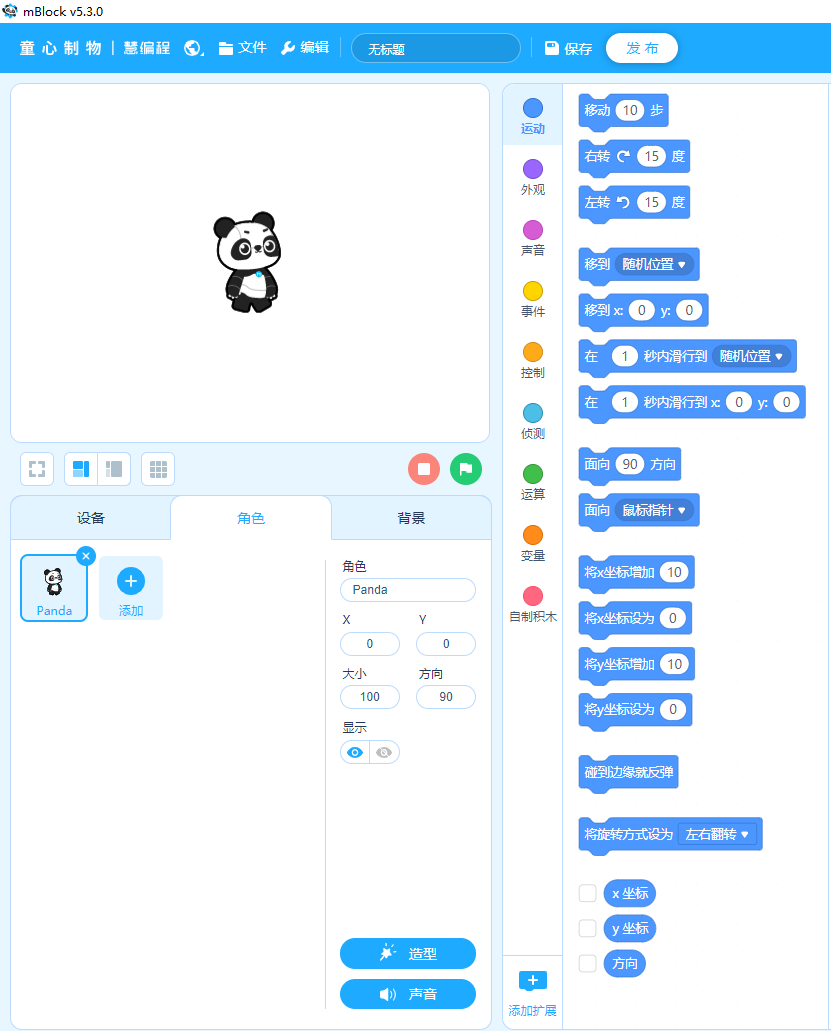 mBlock v5.3.0
童心制物 | 慧编程 文件 编辑 无标题 保存 发布
运动
外观
声音
事件
控制
侦测
运算
变量
自制积木
添加扩展
移动 10 步
右转 15 度
左转 15 度
移到 随机位置
移到 x: 0 y: 0
在 1 秒内滑行到 随机位置
在 1 秒内滑行到 x: 0 y: 0
面向 90 方向
面向 鼠标指针
将x坐标增加 10
将x坐标设为 0
将y坐标增加 10
将y坐标设为 0
碰到边缘就反弹
将旋转方式设为 左右翻转
x 坐标
y 坐标
方向
设备 角色 背景
Panda
添加
角色
Panda
X Y
0 0
大小 方向
100 90
显示
造型
声音